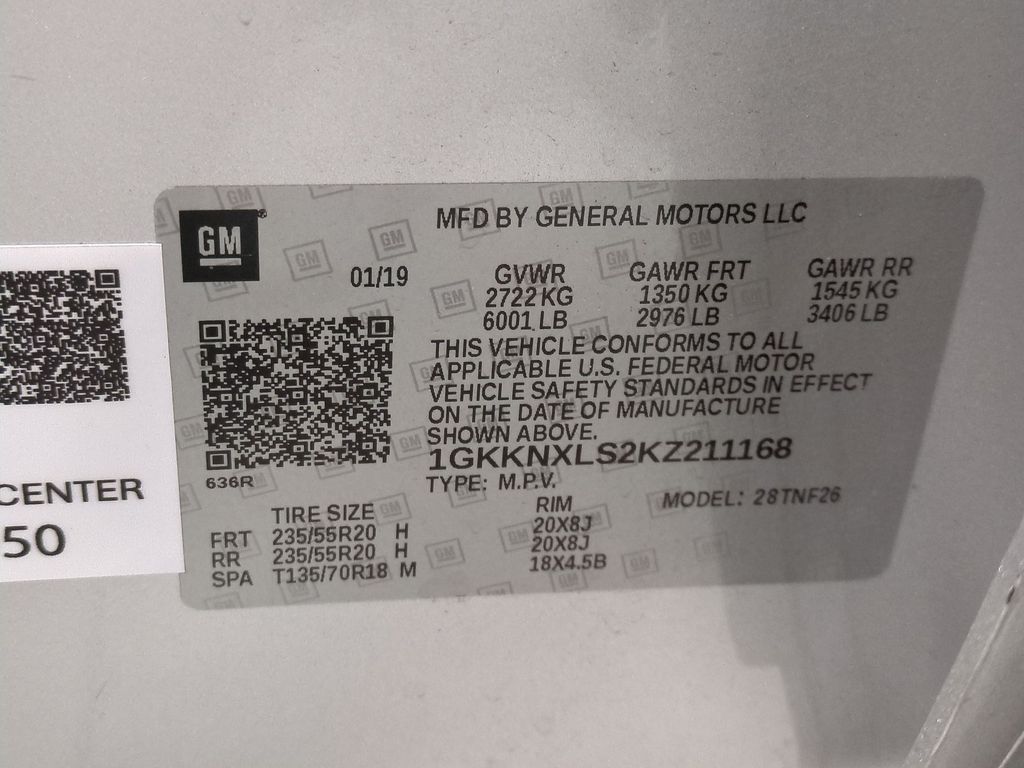 GM
MFD BY GENERAL MOTORS LLC
01/19
GVWR GAWR FRT GAWR RR
2722 KG 1350 KG 1545 KG
6001 LB 2976 LB 3406 LB
THIS VEHICLE CONFORMS TO ALL
APPLICABLE U.S. FEDERAL MOTOR
VEHICLE SAFETY STANDARDS IN EFFECT
ON THE DATE OF MANUFACTURE
SHOWN ABOVE.
1GKKNXLS2KZ211168
636R
TYPE: M.P.V. MODEL: 28TNF26
TIRE SIZE RIM
FRT 235/55R20 H 20X8J
RR 235/55R20 H 20X8J
SPA T135/70R18 M 18X4.5B
CENTER
50